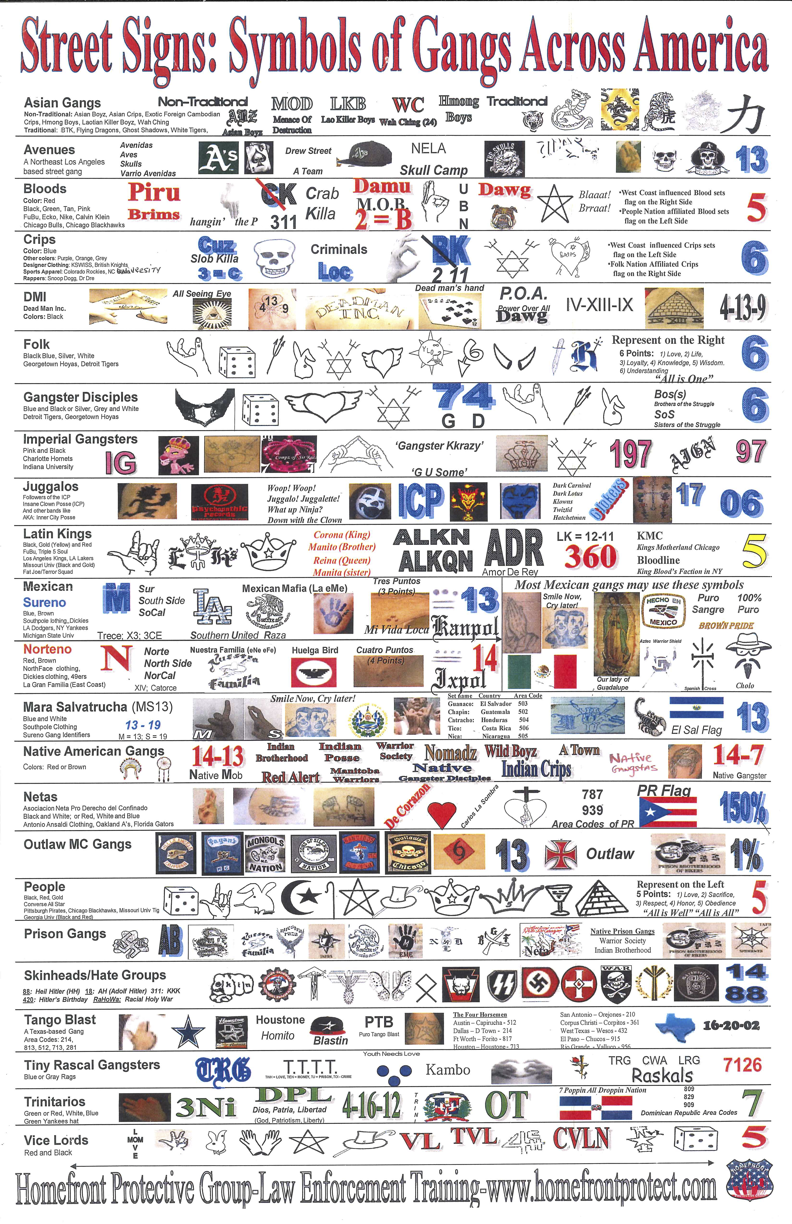 Street Signs: Symbols of Gangs Across America
Asian Gangs
Non-Traditional: Asian Boyz, Asian Crips, Exotic Foreign Cambodian
Crips, Hmong Boys, Laotian Killer Boyz, Wah Ching
Traditional: BTK, Flying Dragons, Ghost Shadows, White Tigers,
Non-Traditional
ABZ
Asian Boyz
MOD
Menace Of
Destruction
LKB
Lao Killer Boys
WC
Wah Ching (24)
Hmong
Boys
Traditional
力
Avenues
A Northeast Los Angeles
based street gang
Avenidas
Aves
Skulls
Varrio Avenidas
A's
Drew Street
A Team
NELA
Skull Camp
13
Bloods
Color: Red
Black, Green, Tan, Pink
FuBu, Ecko, Nike, Calvin Klein
Chicago Bulls, Chicago Blackhawks
Piru
Brims
hangin' the P
CK
311
Crab
Killa
Damu
M.O.B.
2 = B
U
B
N
Dawg
Blaaat!
Brraat!
•West Coast influenced Blood sets
flag on the Right Side
•People Nation affiliated Blood sets
flag on the Left Side
5
Crips
Color: Blue
Other colors: Purple, Orange, Grey
Designer Clothing: KSWISS, British Knights,
Sports Apparel: Colorado Rockies, NC
Rappers: Snoop Dogg, Dr Dre
Cuz
Slob Killa
3 = C
Criminals
Loc
BK
2 11
•West Coast influenced Crips sets
flag on the Left Side
•Folk Nation Affiliated Crips
flag on the Right Side
6
DMI
Dead Man Inc.
Colors: Black
All Seeing Eye
13
4 9
DEADMAN
INC.
Dead man's hand
P.O.A.
Power Over All
Dawg
IV-XIII-IX
4-13-9
Folk
Black Blue, Silver, White
Georgetown Hoyas, Detroit Tigers
Represent on the Right
6 Points: 1) Love, 2) Life,
3) Loyalty, 4) Knowledge, 5) Wisdom.
6) Understanding
"All is One"
6
Gangster Disciples
Blue and Black or Silver, Grey and White
Detroit Tigers, Georgetown Hoyas
74
G D
Bos(s)
Brothers of the Struggle
SoS
Sisters of the Struggle
6
Imperial Gangsters
Pink and Black
Charlotte Hornets
Indiana University
IG
'Gangster Kkrazy'
'G U Some'
197
AIGN
97
Juggalos
Followers of the ICP
Insane Clown Posse (ICP)
And other bands like
AKA: Inner City Posse
Psychopathic
Records
Woop! Woop!
Juggalo! Juggalette!
What up Ninja?
Down with the Clown
ICP
Dark Carnival
Dark Lotus
Klowns
Twiztid
Hatchetmen
17
06
Latin Kings
Black, Gold (Yellow) and Red
FuBu, Triple 5 Soul
Los Angeles Kings, LA Lakers
Missouri Univ (Black and Gold)
Fat Joe/Terror Squad
Corona (King)
Manito (Brother)
Reina (Queen)
Manita (sister)
ALKN
ALKQN
ADR
Amor De Rey
LK = 12-11
360
KMC
Kings Motherland Chicago
Bloodline
King Blood's Faction in NY
5
Mexican
Sureno
Blue, Brown
Southpole lothing, Dickies
LA Dodgers, NY Yankees
Michigan State Univ
M
Sur
South Side
SoCal
Trece; X3; 3CE
LA
Southern United Raza
Mexican Mafia (La eMe)
Tres Puntos
(3 Points)
Mi Vida Loca
13
Kanpol
Most Mexican gangs may use these symbols
Smile Now,
Cry later!
Our lady of
Guadalupe
HECHO EN
MEXICO
Puro
Sangre
100%
Puro
BROWN PRIDE
Aztec Warrior Shield
Spanish Cross
Cholo
Norteno
Red, Brown
NorthFace clothing,
Dickies clothing, 49ers
La Gran Familia (East Coast)
N
Norte
North Side
NorCal
XIV; Catorce
Nuestra Familia (eNe eFe)
Nuestra
Familia
Huelga Bird
Cuatro Puntos
(4 Points)
14
Ixpol
Mara Salvatrucha (MS13)
Blue and White
Southpole Clothing
Sureno Gang Identifiers
13 - 19
M = 13; S = 19
M
S
Smile Now, Cry later!
Set name Country Area Code
Guanaco: El Salvador 503
Chapin: Guatemala 502
Catracho: Honduras 504
Tico: Costa Rica 506
Nica: Nicaragua 505
El Sal Flag
13
Native American Gangs
Colors: Red or Brown
14-13
Native Mob
Indian
Brotherhood
Red Alert
Indian
Posse
Manitoba
Warriors
Warrior
Society
Nomadz
Native
Gangster Disciples
Wild Boyz
Indian Crips
A Town
Native
Gangstas
14-7
Native Gangster
Netas
Asociacion Neta Pro Derecho del Confinado
Black and White; or Red, White and Blue
Antonio Ansaldi Clothing, Oakland A's, Florida Gators
De Corazon
Carlos La Sombra
787
939
Area Codes of PR
PR Flag
150%
Outlaw MC Gangs
Pagan's
MONGOLS
NATION
SONS OF SILENCE
NATION
Outlaws
Chicago
13
Outlaw
PRISON BROTHERHOOD
OF BIKERS
1%
People
Black, Red, Gold
Converse All Star
Pittsburgh Pirates, Chicago Blackhawks, Missouri Univ Tig
Georgia Univ (Black and Red)
Represent on the Left
5 Points: 1) Love, 2) Sacrifice,
3) Respect, 4) Honor, 5) Obedience
"All is Well" "All is All"
5
Prison Gangs
AB
Nuestra
Familia
EME
BGF
Neta
Native Prison Gangs
Warrior Society
Indian Brotherhood
PRISON BROTHERHOOD
OF BIKERS
Skinheads/Hate Groups
88: Heil Hitler (HH) 18: AH (Adolf Hitler) 311: KKK
420: Hitler's Birthday RaHoWa: Racial Holy War
WAR
14
88
Tango Blast
A Texas-based Gang
Area Codes: 214,
813, 512, 713, 281
Houstone
Homito
Blastin
PTB
Puro Tango Blast
The Four Horsemen
Austin – Capirucha - 512
Dallas – D Town - 214
Ft Worth – Forito - 817
Houston – Houstone - 713
San Antonio – Orejones - 210
Corpus Christi – Corpitos - 361
West Texas – Wesos - 432
El Paso – Chucos - 915
Rio Grande - Valluco - 956
16-20-02
Tiny Rascal Gangsters
Blue or Gray Rags
TRG
T.T.T.T.
Youth Needs Love
Kambo
TRG CWA LRG
Raskals
7126
Trinitarios
Green or Red, White, Blue
Green Yankees hat
3Ni
DPL
Dios, Patria, Libertad
(God, Patriotism, Liberty)
4-16-12
T
R
I
N
I
OT
7 Poppin All Droppin Nation
809
829
909
Dominican Republic Area Codes
7
Vice Lords
Red and Black
L
MOM
V
E
VL
TVL
4CH
CVLN
5
Homefront Protective Group-Law Enforcement Training-www.homefrontprotect.com